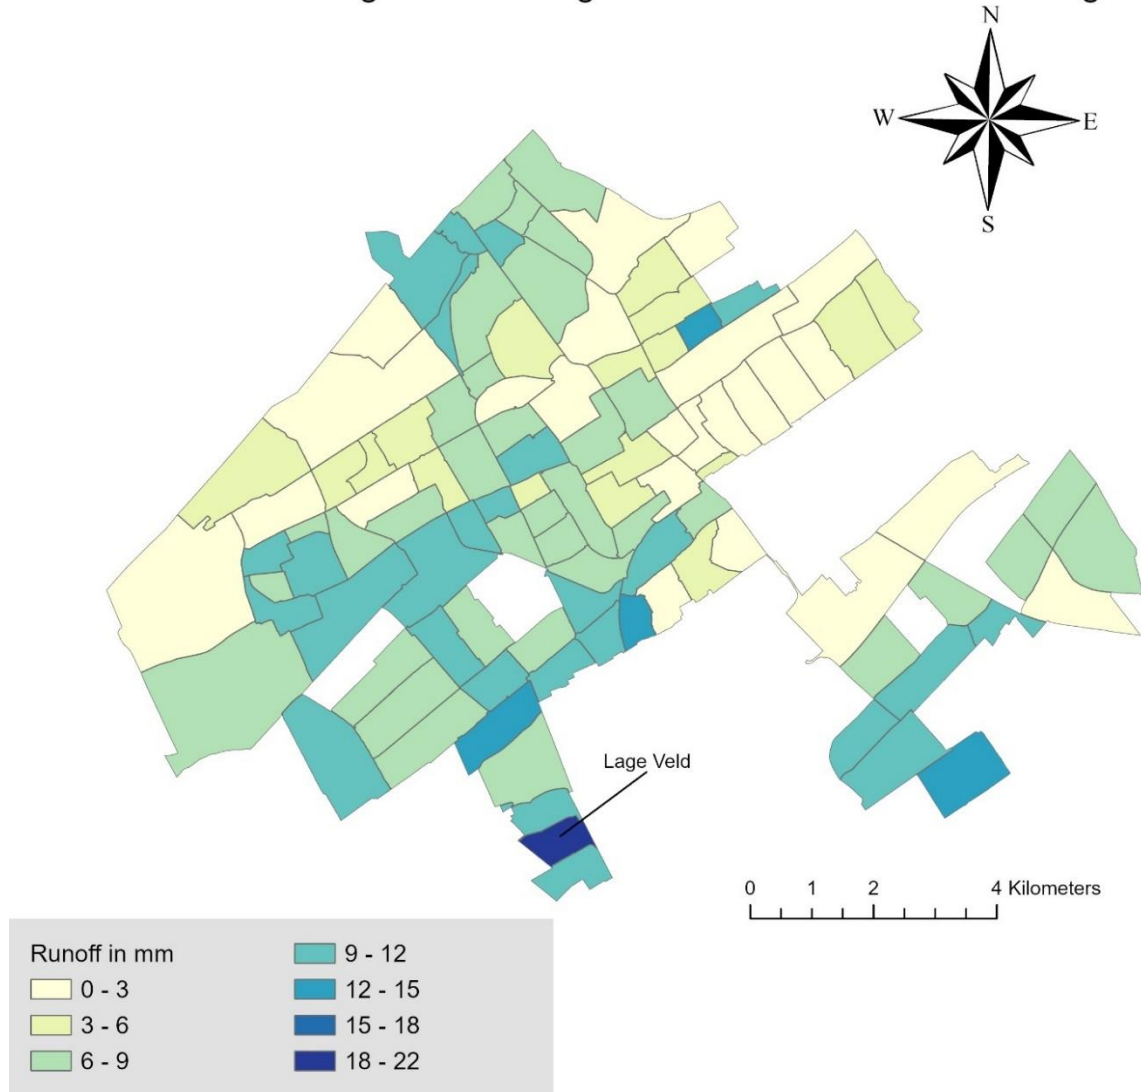 N
W
E
S
Lage Veld
0 1 2 4 Kilometers
Runoff in mm
0 - 3
3 - 6
6 - 9
9 - 12
12 - 15
15 - 18
18 - 22